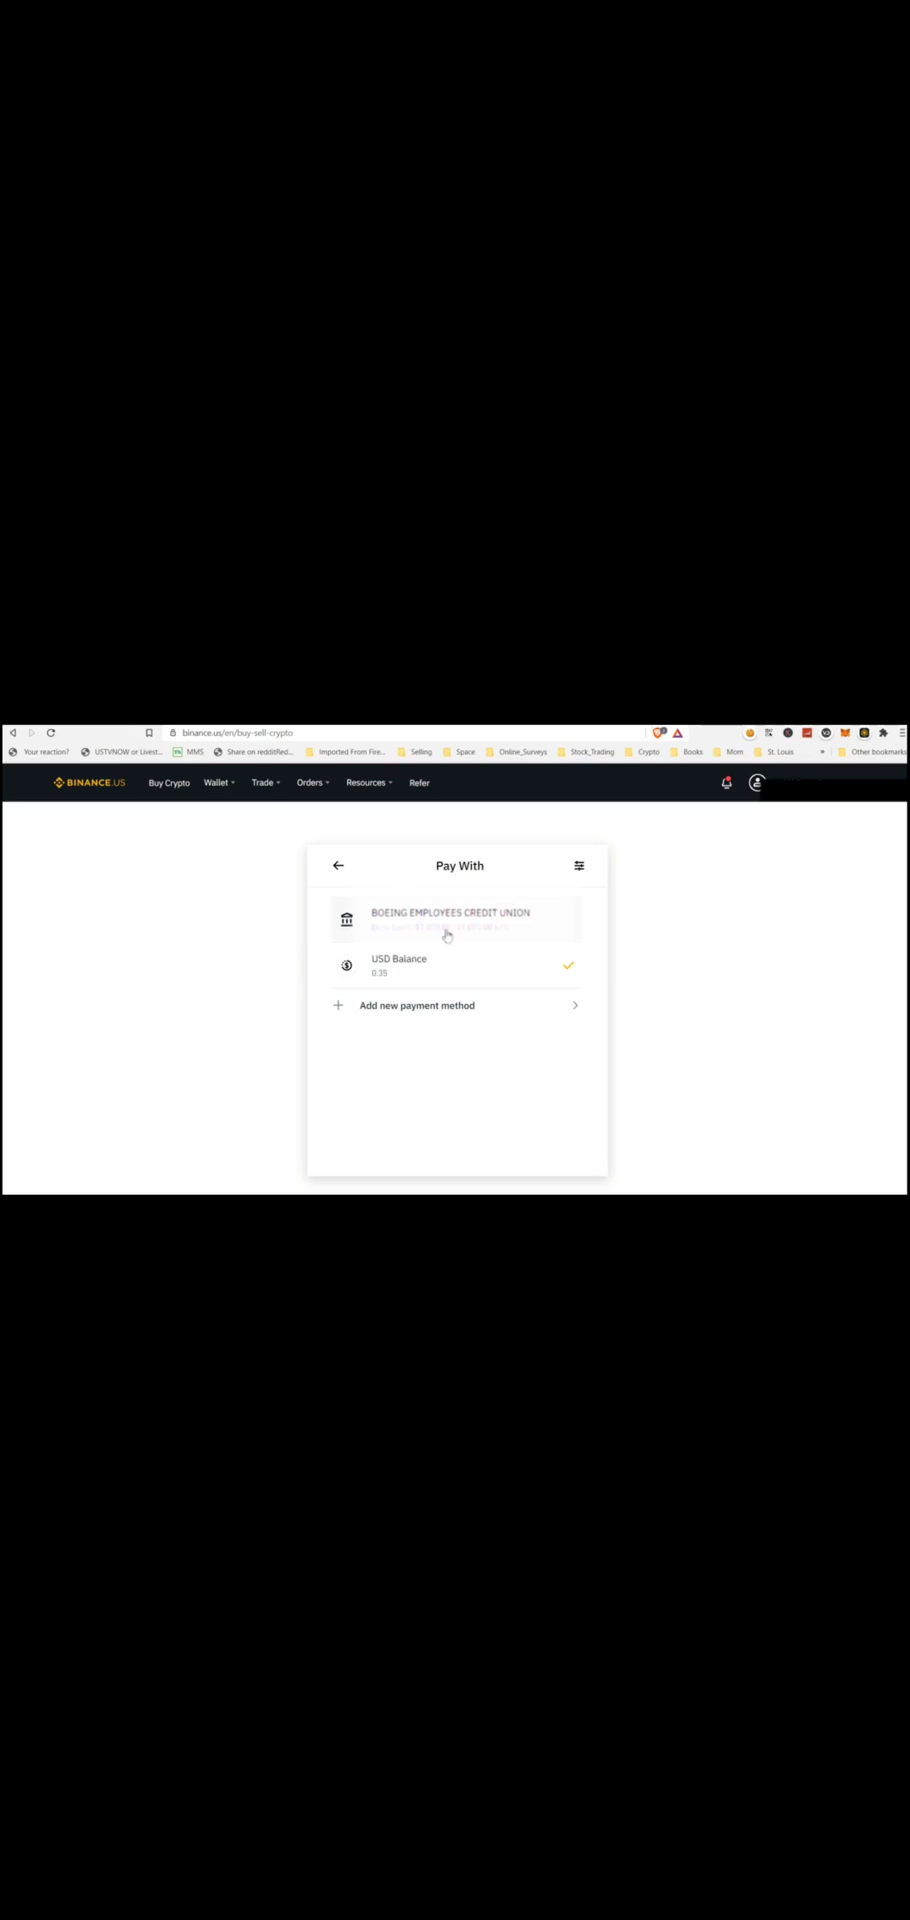 binance.us/en/buy-sell-crypto
Your reaction? USTVNOW or Livest... MMS Share on redditRed... Imported From Fire... Selling Space Online_Surveys Stock_Trading Crypto Books Mom St. Louis » Other bookmarks
BINANCE.US Buy Crypto Wallet Trade Orders Resources Refer
Pay With
BOEING EMPLOYEES CREDIT UNION
USD Balance
0.35
Add new payment method